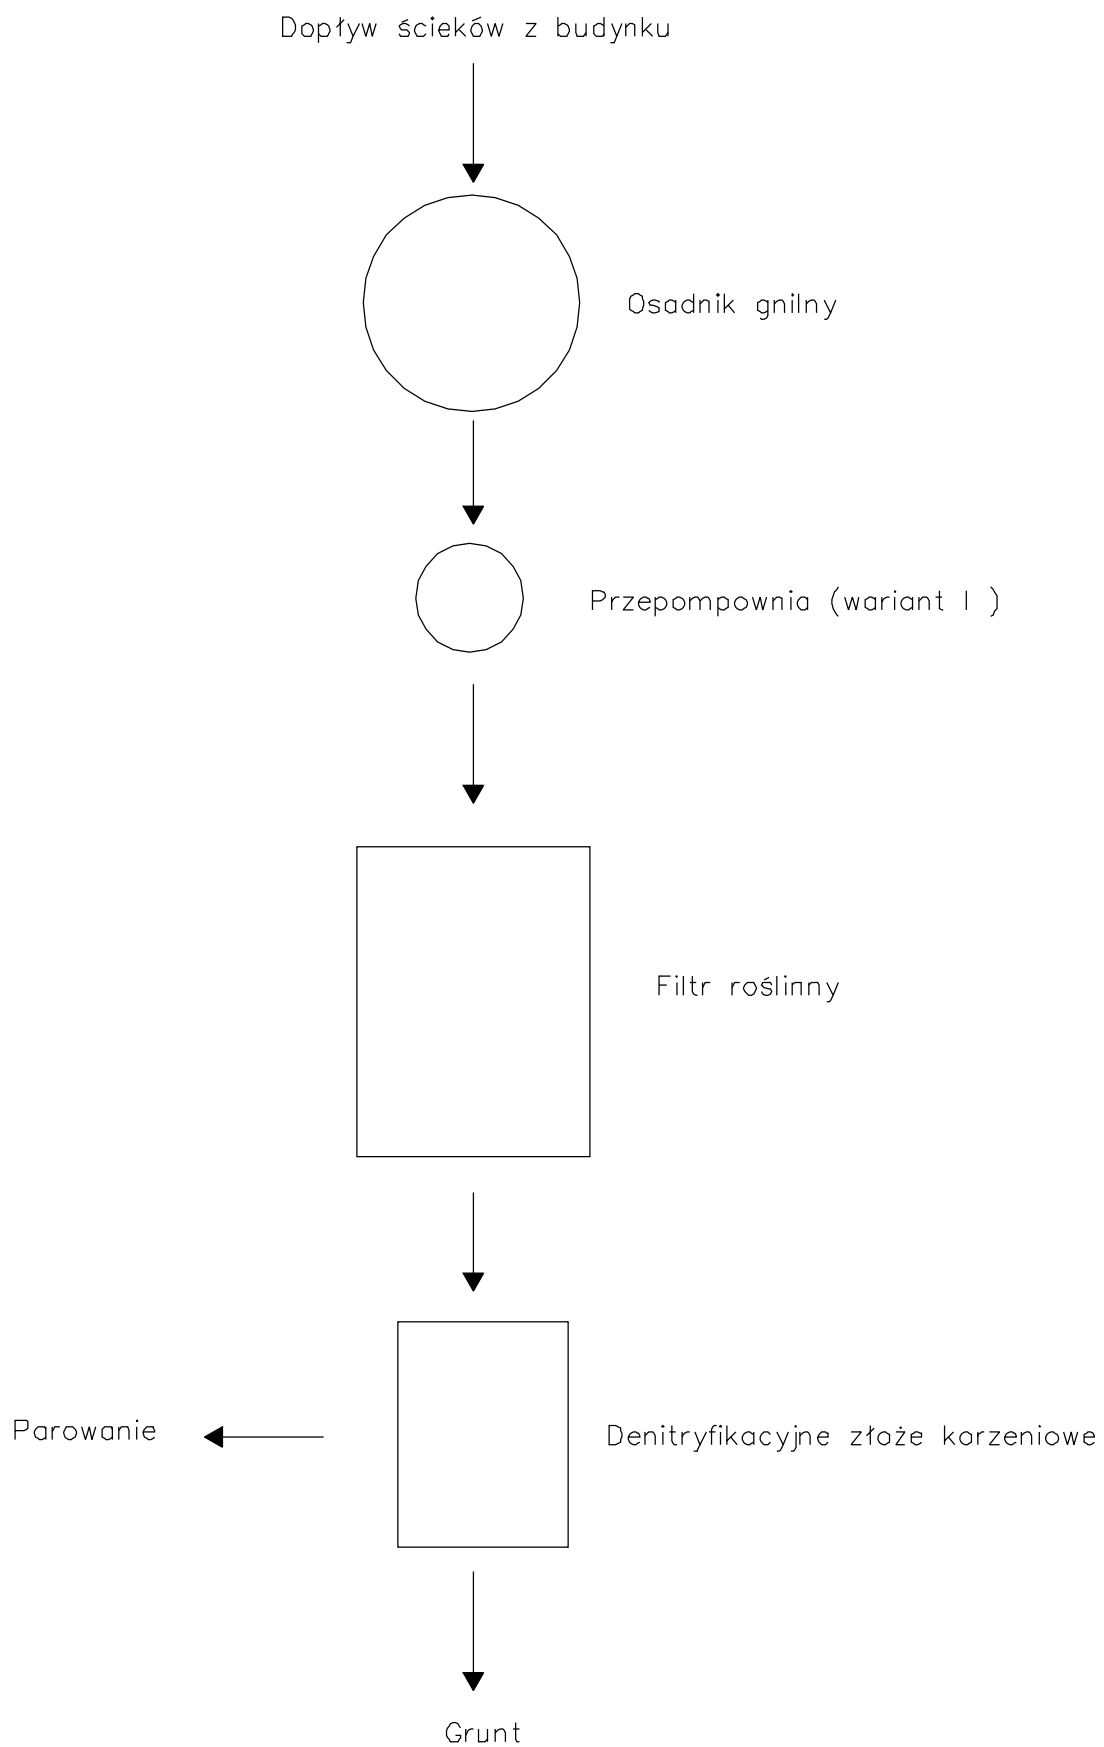 Dopływ ścieków z budynku
Osadnik gnilny
Przepompownia (wariant I )
Filtr roślinny
Parowanie
Denitryfikacyjne złoże korzeniowe
Grunt